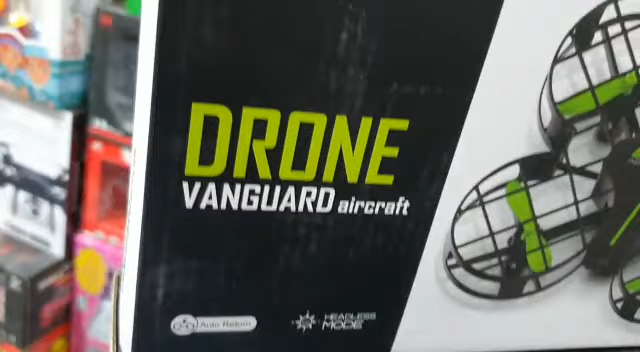 DRONE
VANGUARD aircraft
Auto Return
HEADLESS
MODE